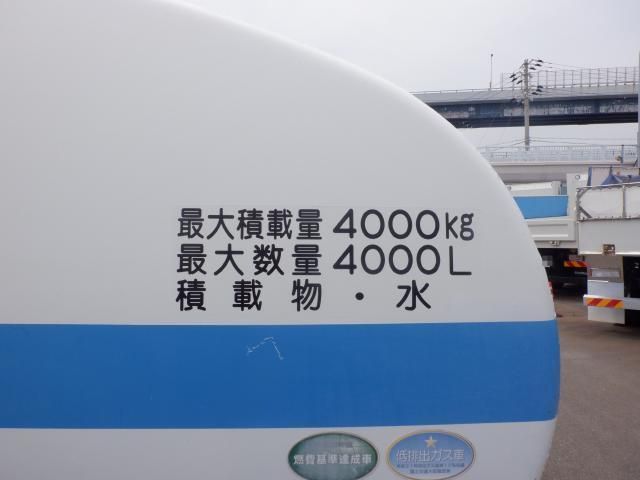 最大積載量 4000kg
最大数量 4000L
積載物・水
燃費基準達成車
低排出ガス車